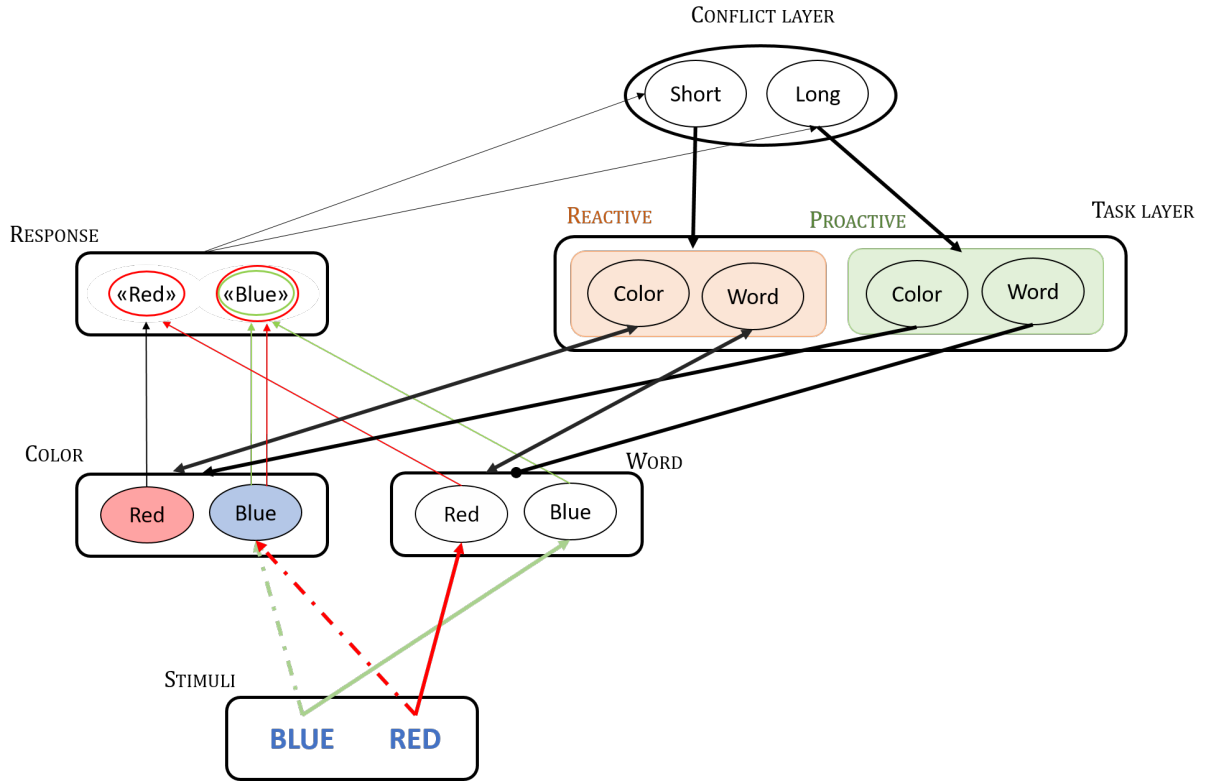 CONFLICT LAYER
Short Long
REACTIVE PROACTIVE TASK LAYER
RESPONSE
«Red» «Blue»
Color Word Color Word
COLOR WORD
Red Blue Red Blue
STIMULI
BLUE RED